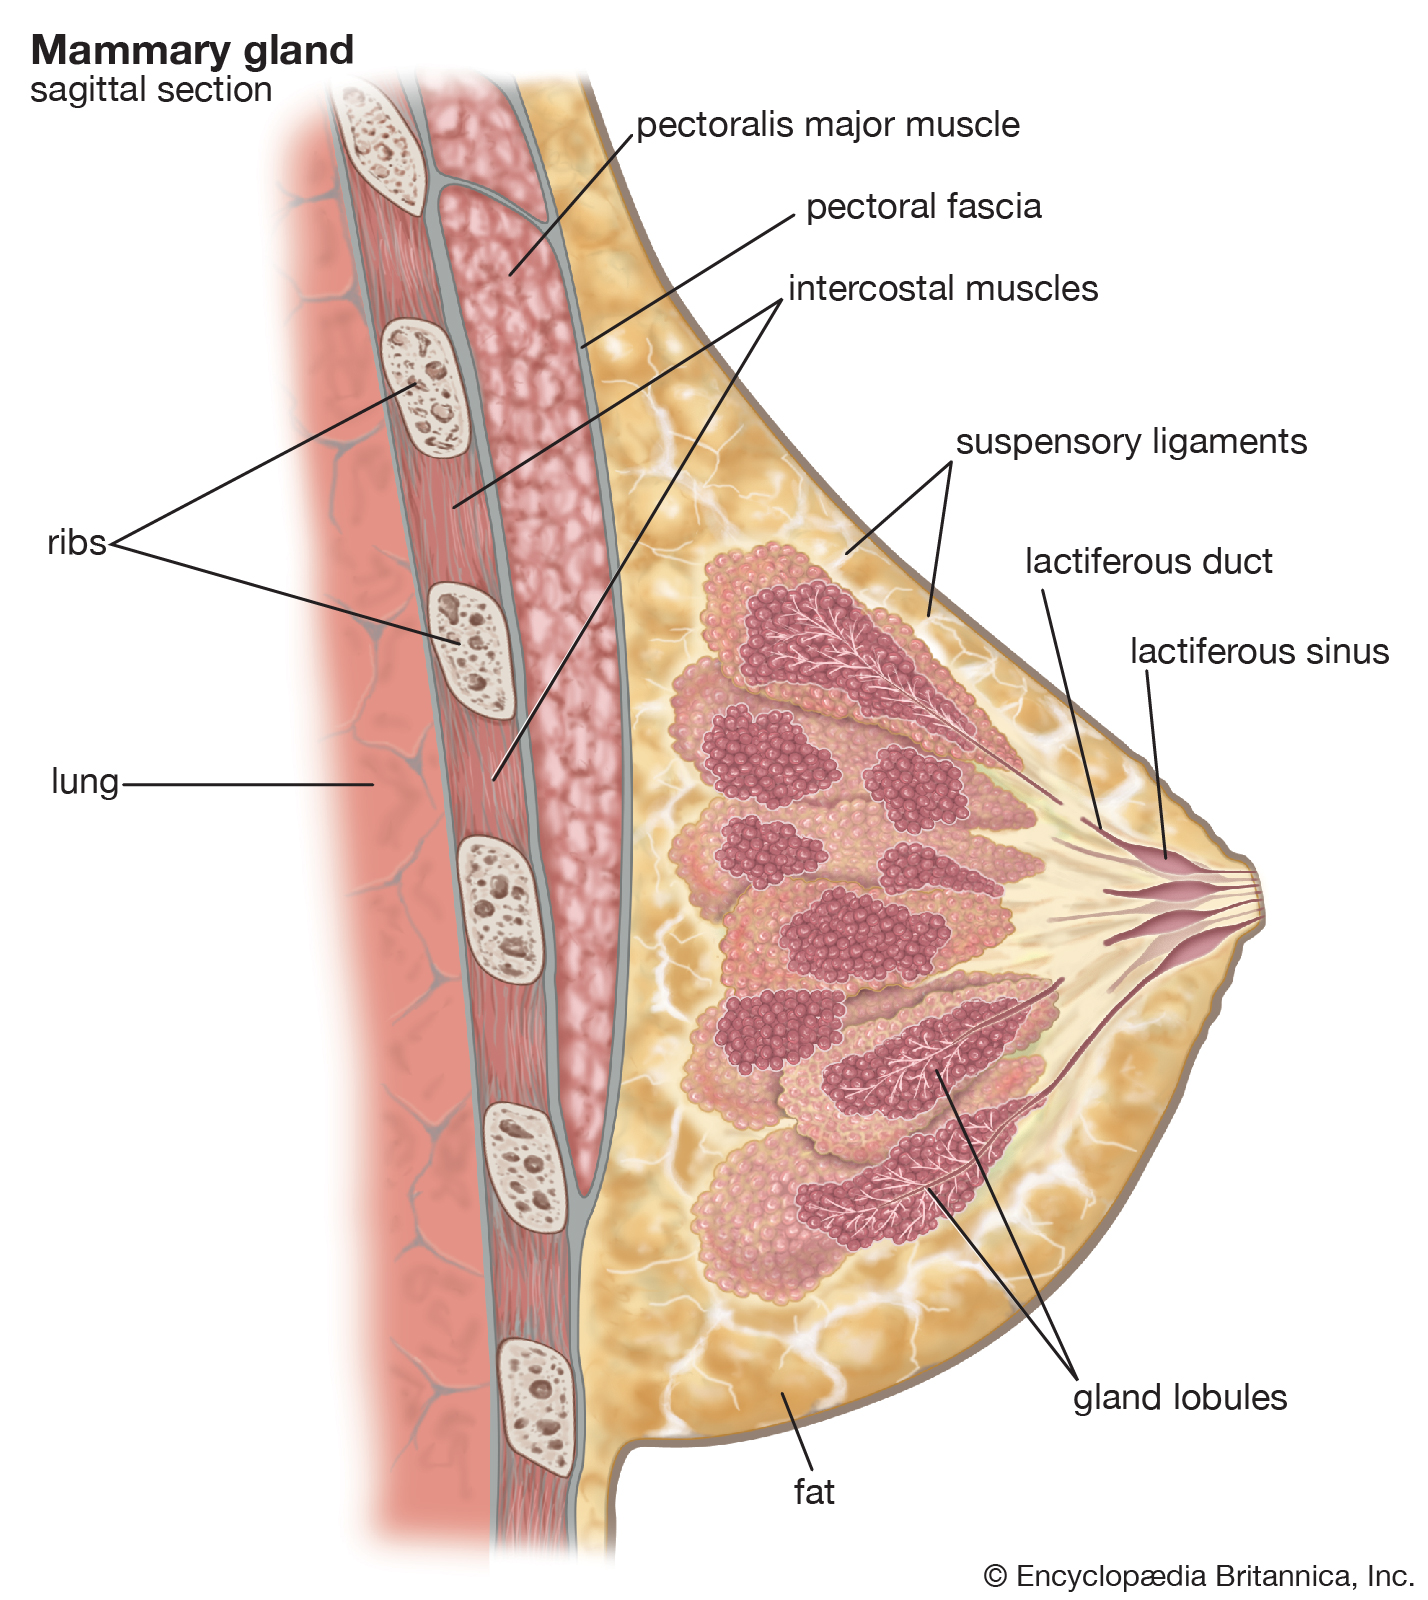 Mammary gland
sagittal section
pectoralis major muscle
pectoral fascia
intercostal muscles
suspensory ligaments
ribs
lactiferous duct
lactiferous sinus
lung
gland lobules
fat
© Encyclopædia Britannica, Inc.